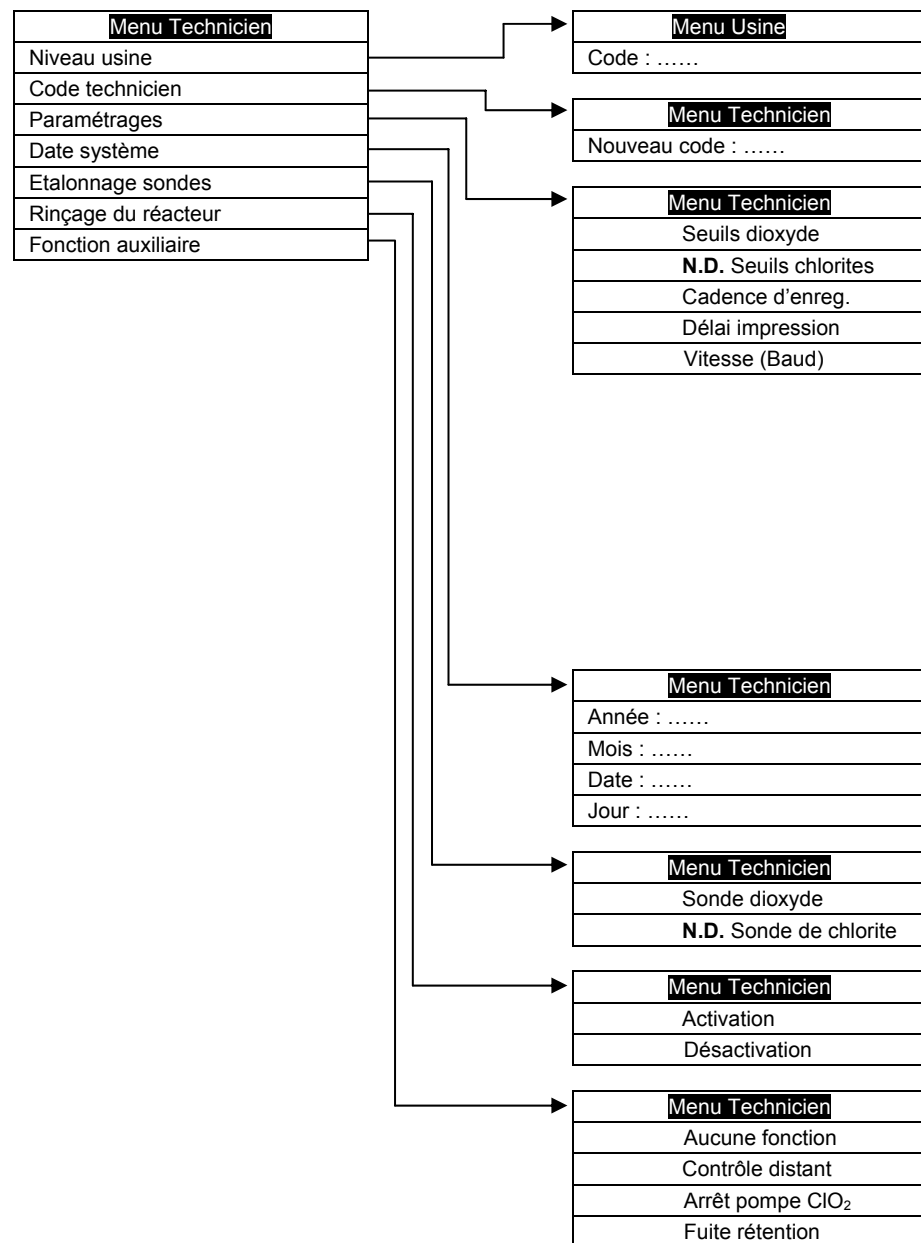 Menu Technicien
Niveau usine
Code technicien
Paramétrages
Date système
Etalonnage sondes
Rinçage du réacteur
Fonction auxiliaire
Menu Usine
Code : ……
Menu Technicien
Nouveau code : ……
Menu Technicien
Seuils dioxyde
N.D. Seuils chlorites
Cadence d’enreg.
Délai impression
Vitesse (Baud)
Menu Technicien
Année : ……
Mois : ……
Date : ……
Jour : ……
Menu Technicien
Sonde dioxyde
N.D. Sonde de chlorite
Menu Technicien
Activation
Désactivation
Menu Technicien
Aucune fonction
Contrôle distant
Arrêt pompe ClO₂
Fuite rétention